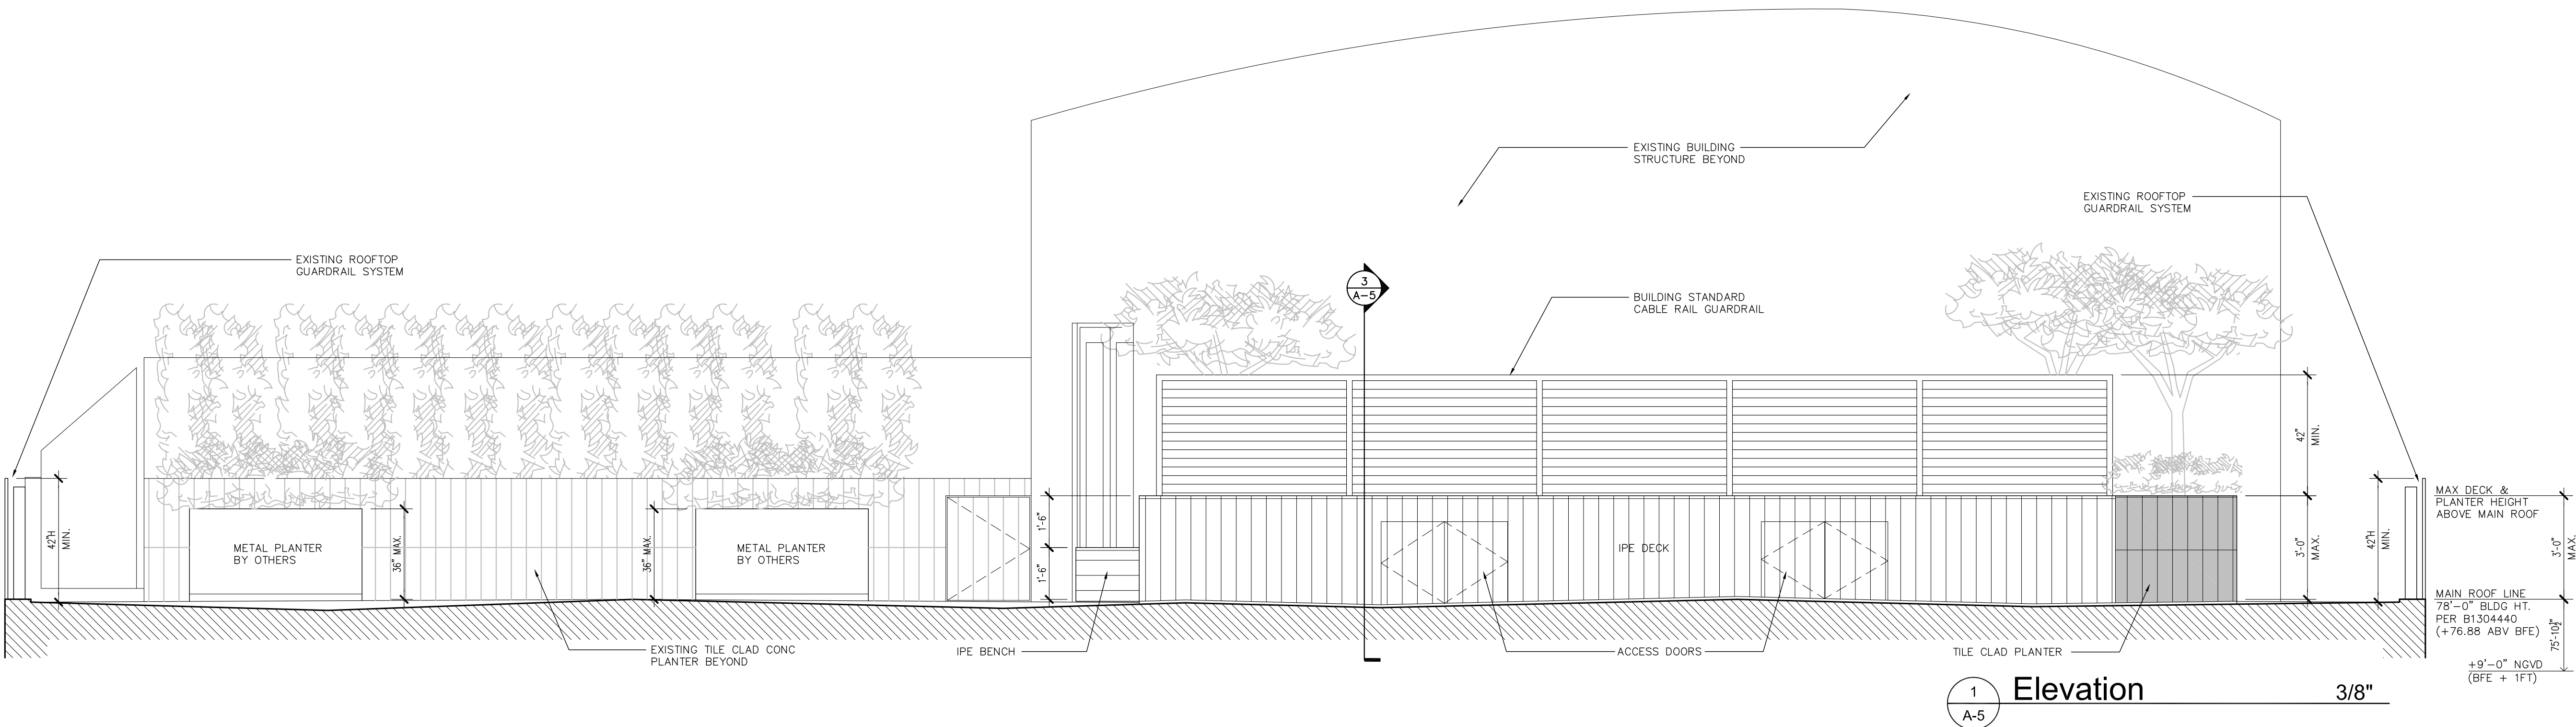 EXISTING BUILDING
STRUCTURE BEYOND
EXISTING ROOFTOP
GUARDRAIL SYSTEM
EXISTING ROOFTOP
GUARDRAIL SYSTEM
3
A-5
BUILDING STANDARD
CABLE RAIL GUARDRAIL
42"
MIN.
42"H
MIN.
METAL PLANTER
BY OTHERS
36" MAX.
36" MAX.
METAL PLANTER
BY OTHERS
1'-6"
1'-6"
IPE DECK
3'-0"
MAX.
42"H
MIN.
MAX DECK &
PLANTER HEIGHT
ABOVE MAIN ROOF
3'-0"
MAX.
MAIN ROOF LINE
78'-0" BLDG HT.
PER B1304440
(+76.88 ABV BFE)
75'-10½"
+9'-0" NGVD
(BFE + 1FT)
EXISTING TILE CLAD CONC
PLANTER BEYOND
IPE BENCH
ACCESS DOORS
TILE CLAD PLANTER
1
A-5
Elevation 3/8"